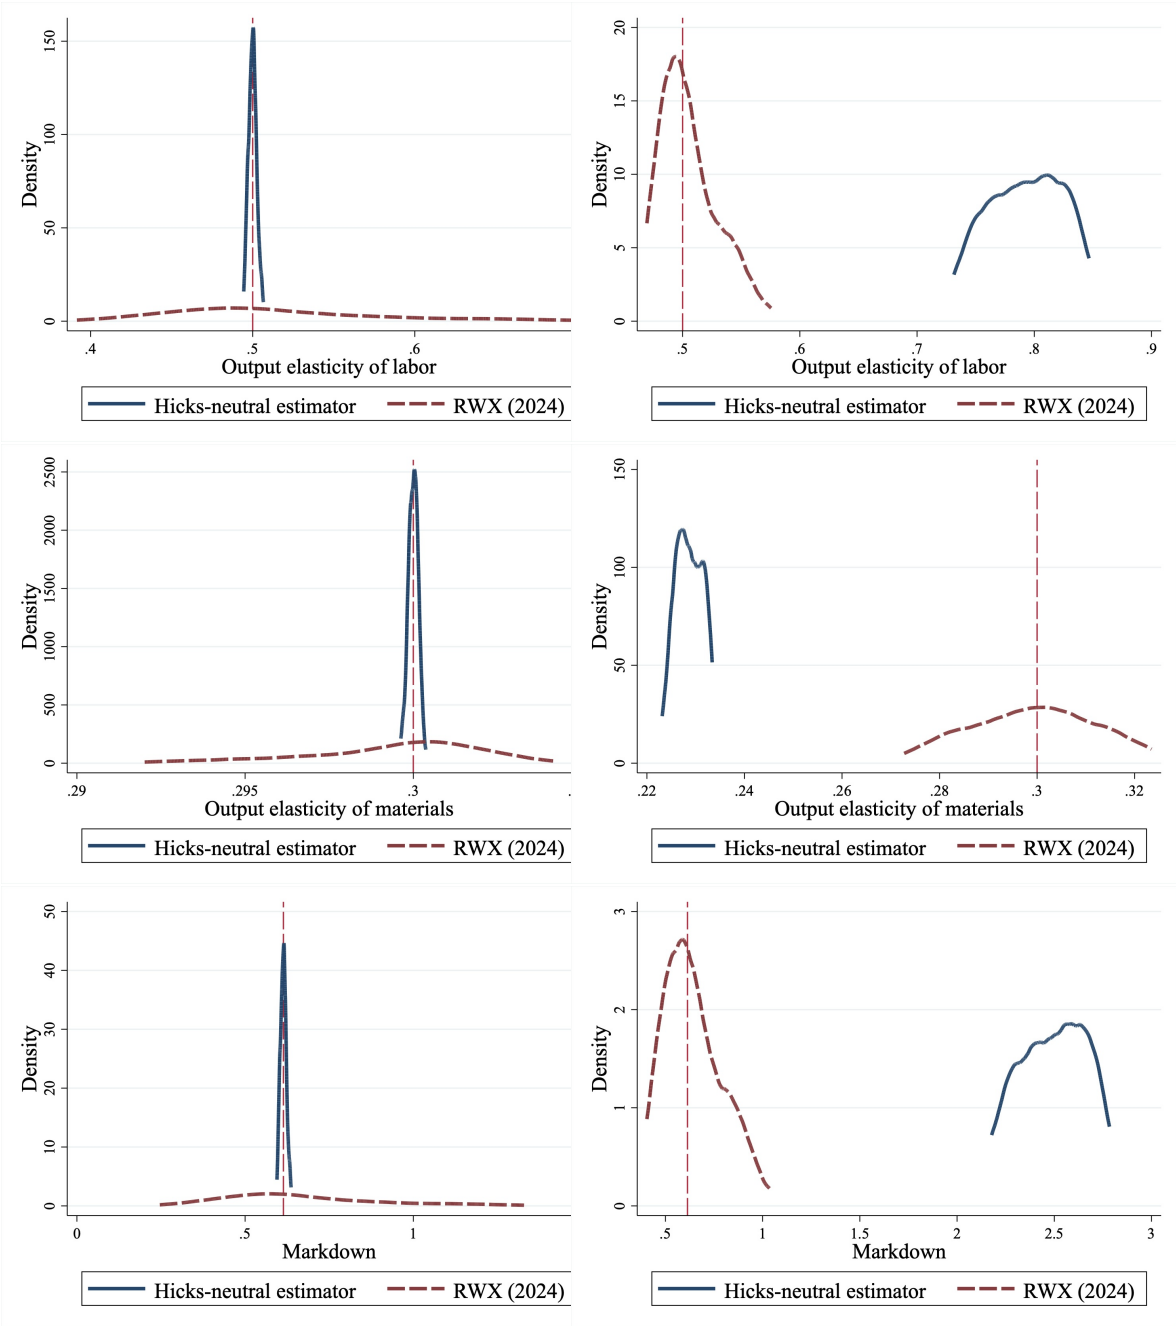 150
100
50
0
Density
.4 .5 .6
Output elasticity of labor
Hicks-neutral estimator RWX (2024)
20
15
10
5
0
Density
.5 .6 .7 .8 .9
Output elasticity of labor
Hicks-neutral estimator RWX (2024)
2500
2000
1500
1000
500
0
Density
.29 .295 .3 .
Output elasticity of materials
Hicks-neutral estimator RWX (2024)
150
100
50
0
Density
.22 .24 .26 .28 .3 .32
Output elasticity of materials
Hicks-neutral estimator RWX (2024)
50
40
30
20
10
0
Density
0 .5 1
Markdown
Hicks-neutral estimator RWX (2024)
3
2
1
0
Density
.5 1 1.5 2 2.5 3
Markdown
Hicks-neutral estimator RWX (2024)